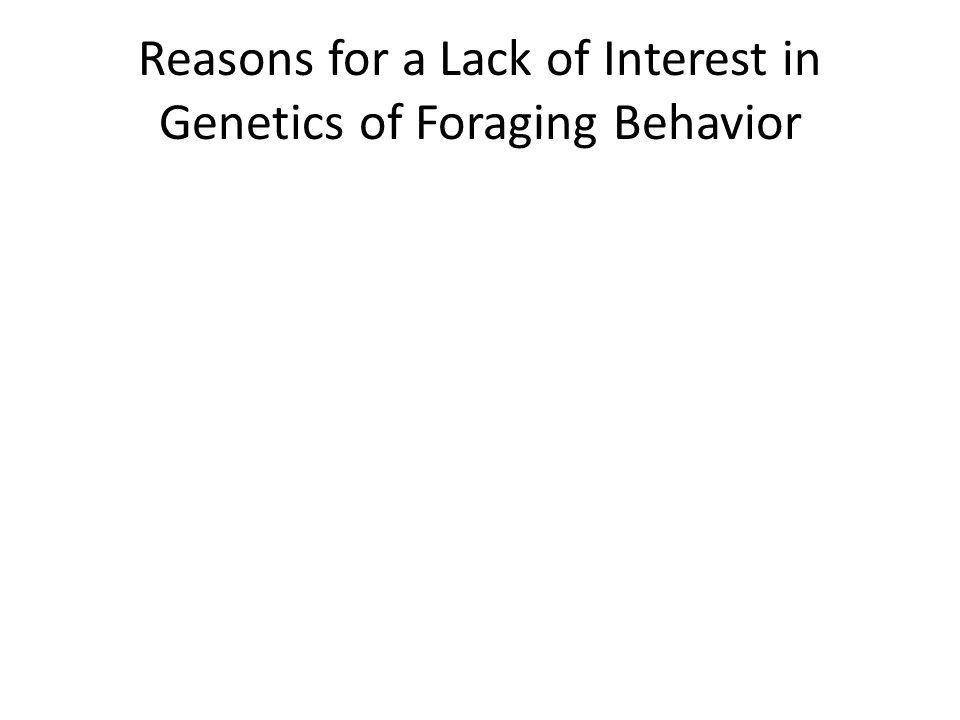 Reasons for a Lack of Interest in
Genetics of Foraging Behavior